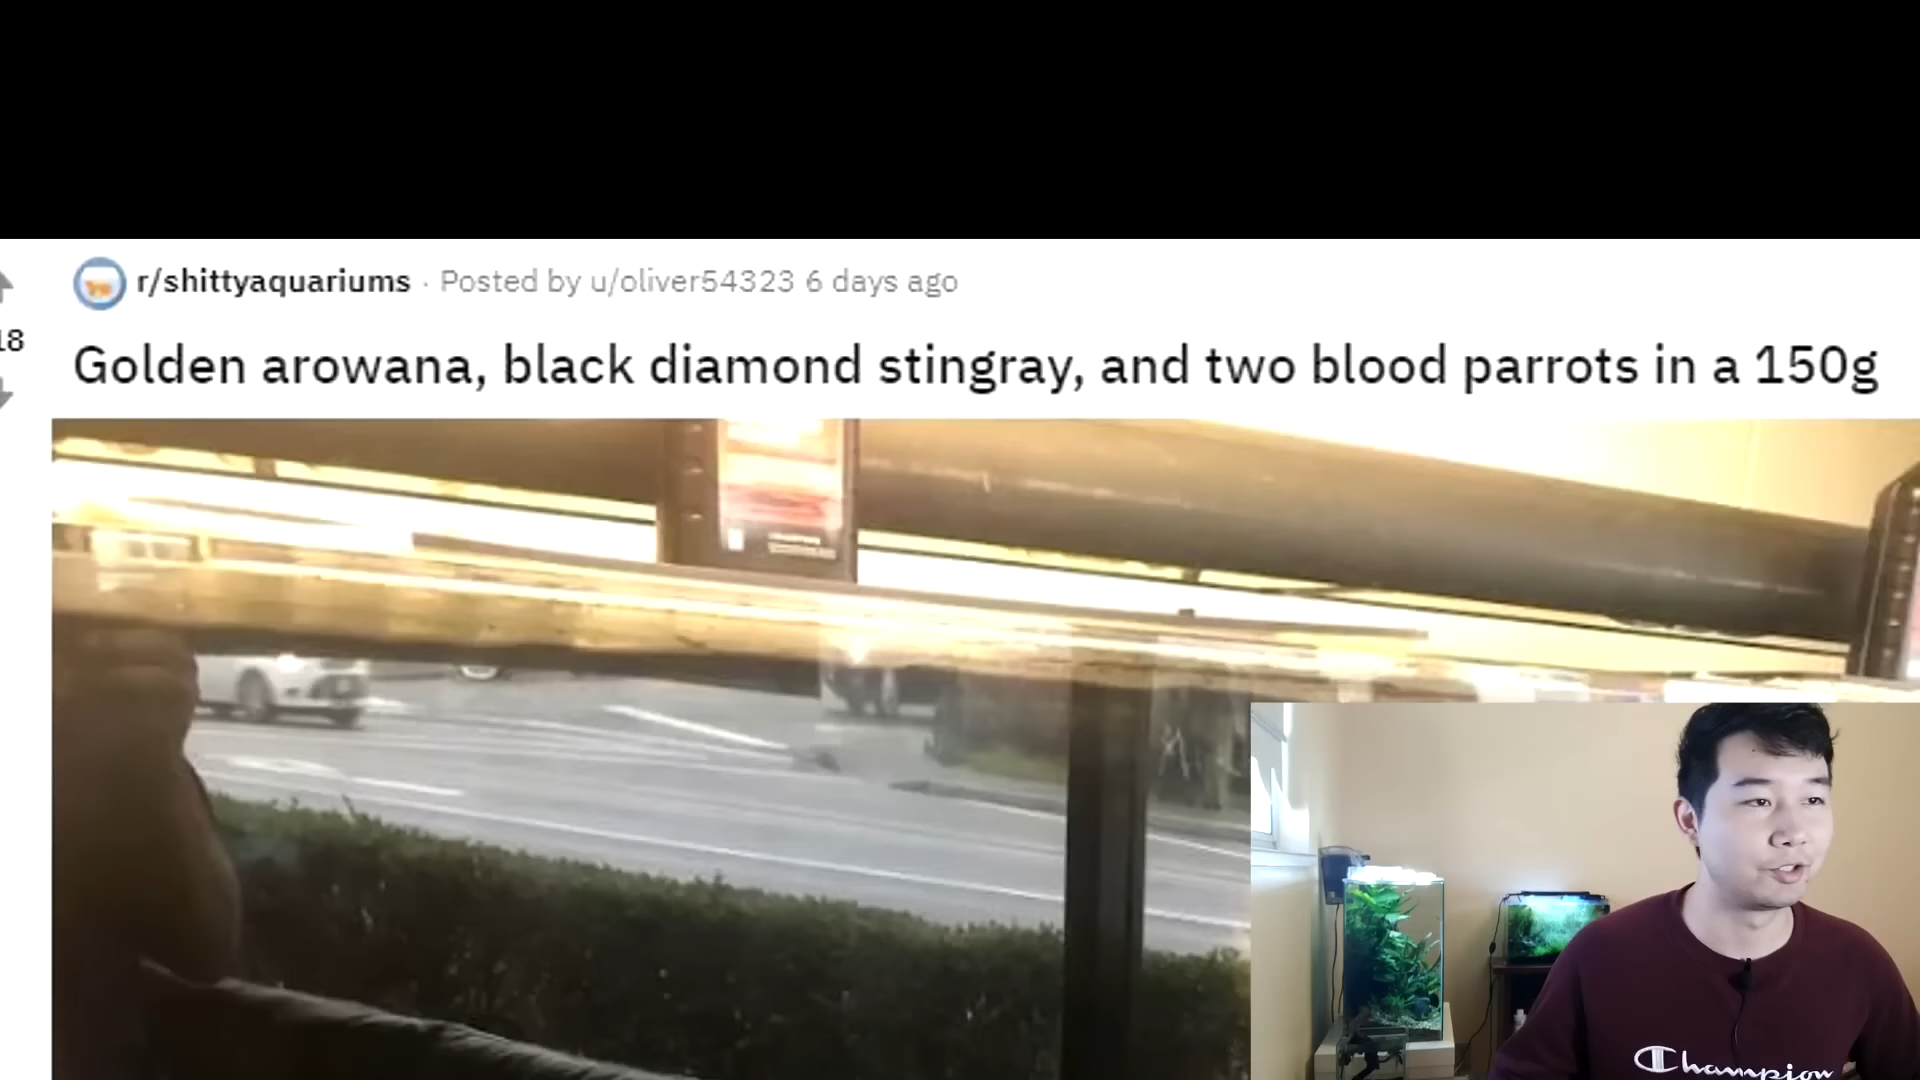 r/shittyaquariums · Posted by u/oliver54323 6 days ago
18
Golden arowana, black diamond stingray, and two blood parrots in a 150g
Champion